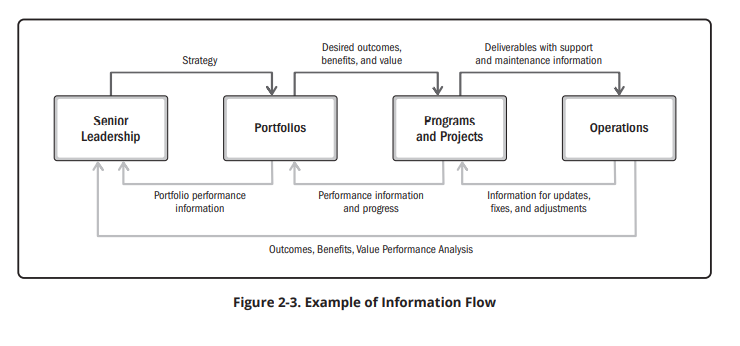 Strategy
Desired outcomes,
benefits, and value
Deliverables with support
and maintenance information
Senior
Leadership
Portfolios
Programs
and Projects
Operations
Portfolio performance
information
Performance information
and progress
Information for updates,
fixes, and adjustments
Outcomes, Benefits, Value Performance Analysis
Figure 2-3. Example of Information Flow